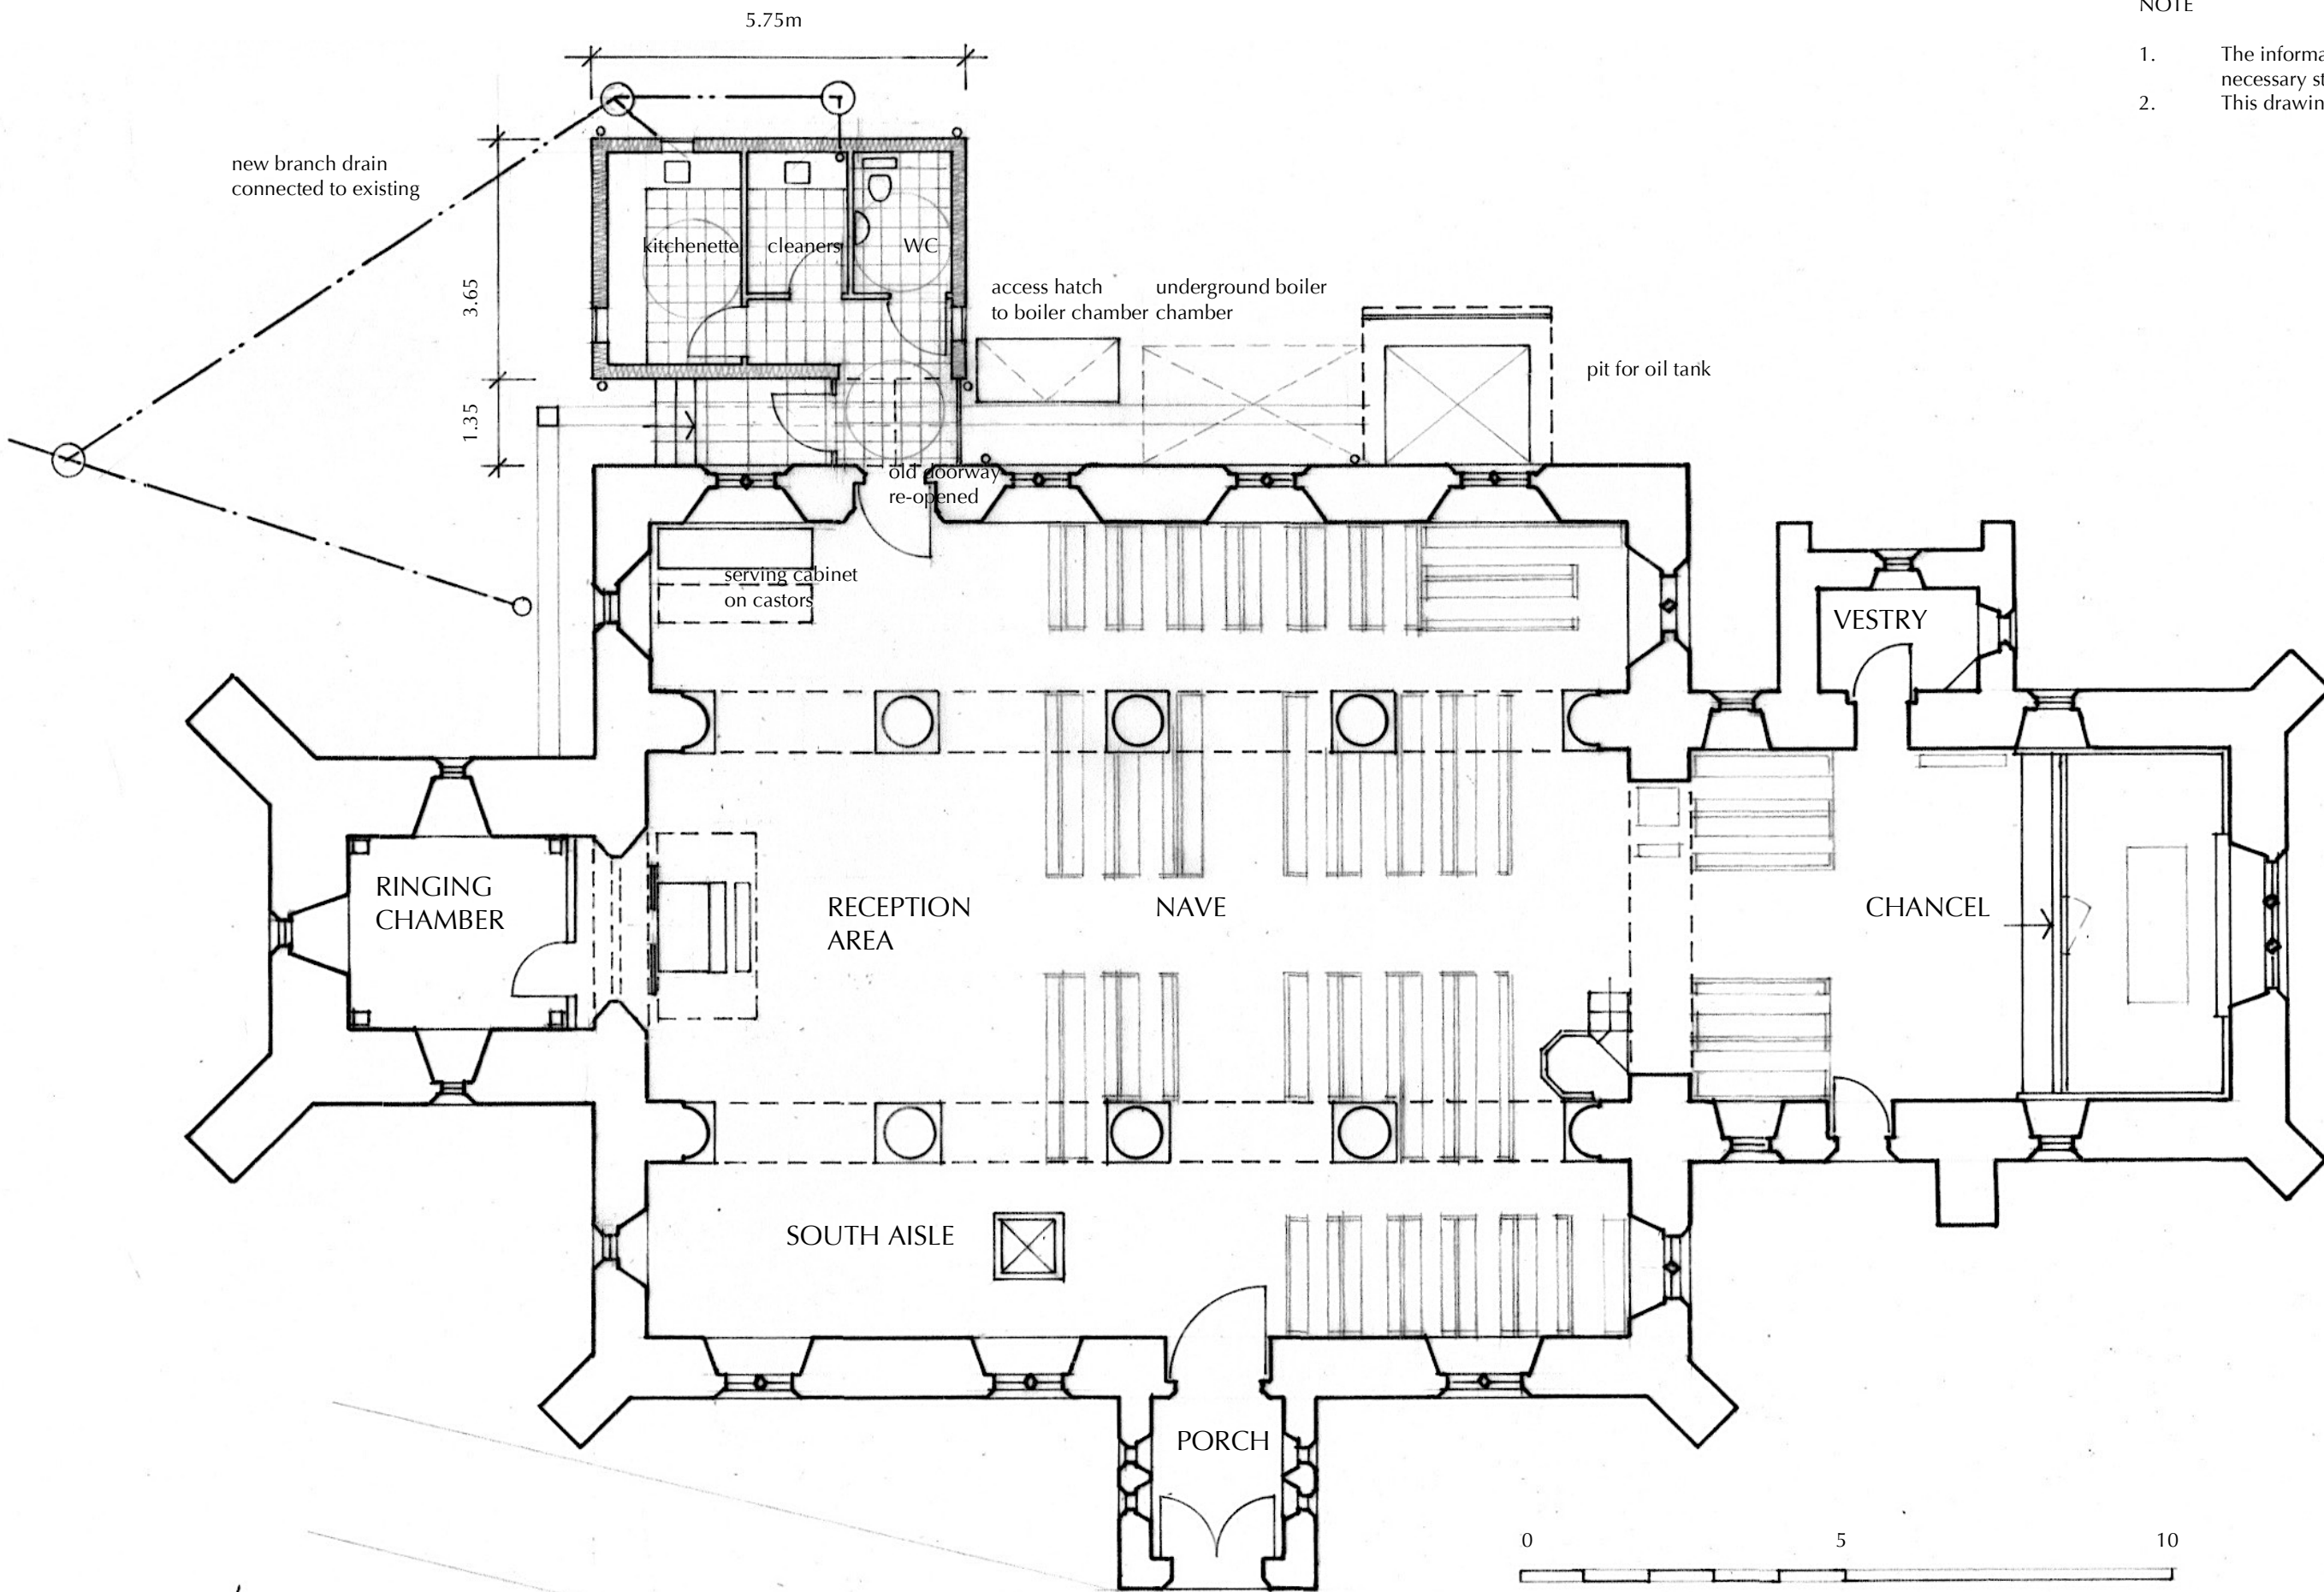 5.75m
NOTE
1. The informa
necessary st
2. This drawin
new branch drain
connected to existing
3.65
1.35
kitchenette
cleaners
WC
access hatch
to boiler chamber
underground boiler
chamber
pit for oil tank
old doorway
re-opened
serving cabinet
on castors
VESTRY
RINGING
CHAMBER
RECEPTION
AREA
NAVE
CHANCEL
SOUTH AISLE
PORCH
0 5 10